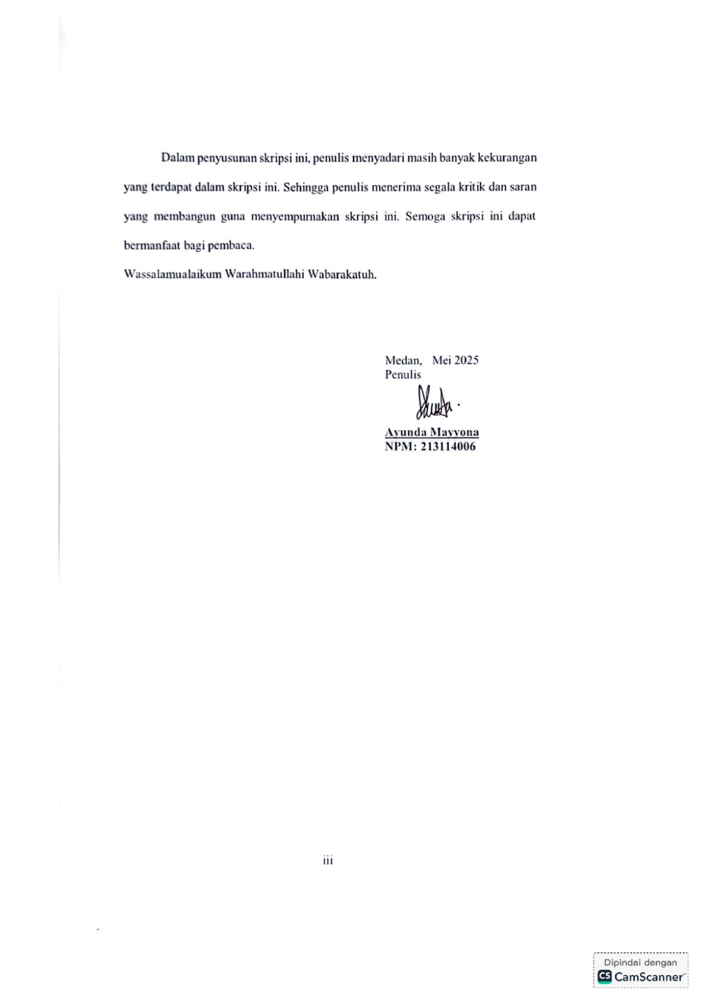 Dalam penyusunan skripsi ini, penulis menyadari masih banyak kekurangan
yang terdapat dalam skripsi ini. Sehingga penulis menerima segala kritik dan saran
yang membangun guna menyempurnakan skripsi ini. Semoga skripsi ini dapat
bermanfaat bagi pembaca.
Wassalamualaikum Warahmatullahi Wabarakatuh.
Medan, Mei 2025
Penulis
Ayunda Mayyona
NPM: 213114006
iii
Dipindai dengan
CS CamScanner